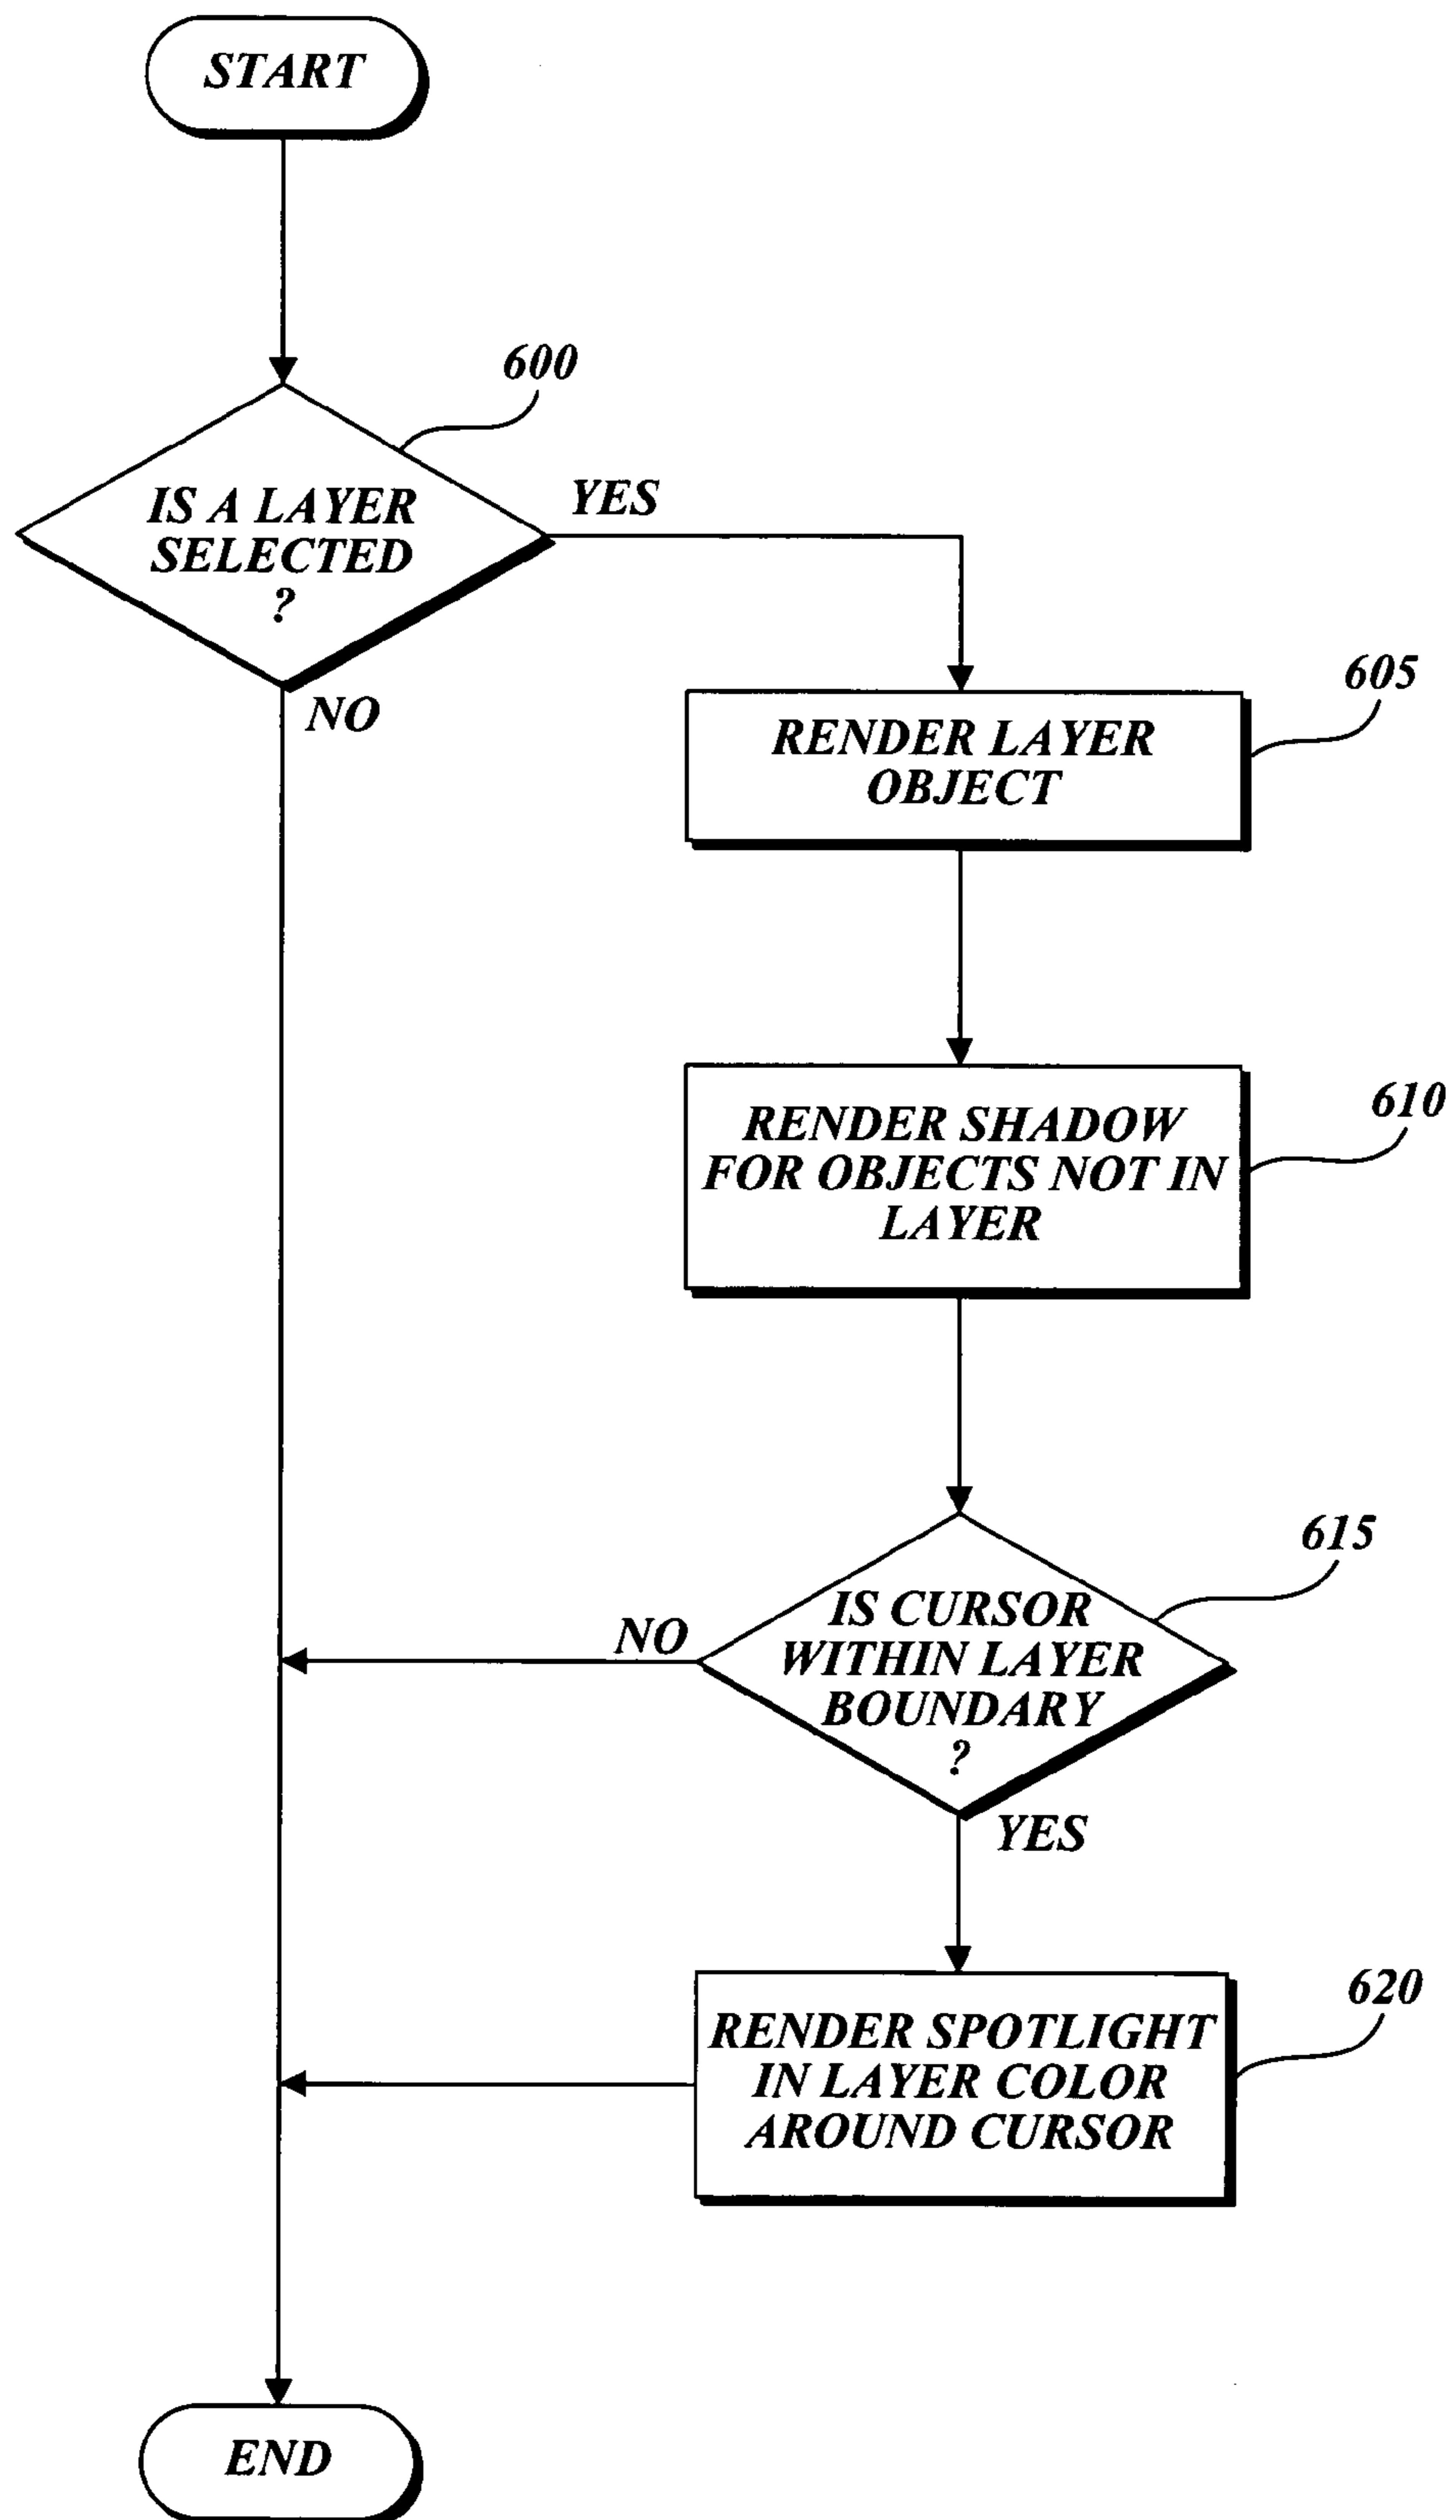 START
600
IS A LAYER
SELECTED
?
YES
NO
605
RENDER LAYER
OBJECT
610
RENDER SHADOW
FOR OBJECTS NOT IN
LAYER
615
IS CURSOR
WITHIN LAYER
BOUNDARY
?
NO
YES
620
RENDER SPOTLIGHT
IN LAYER COLOR
AROUND CURSOR
END